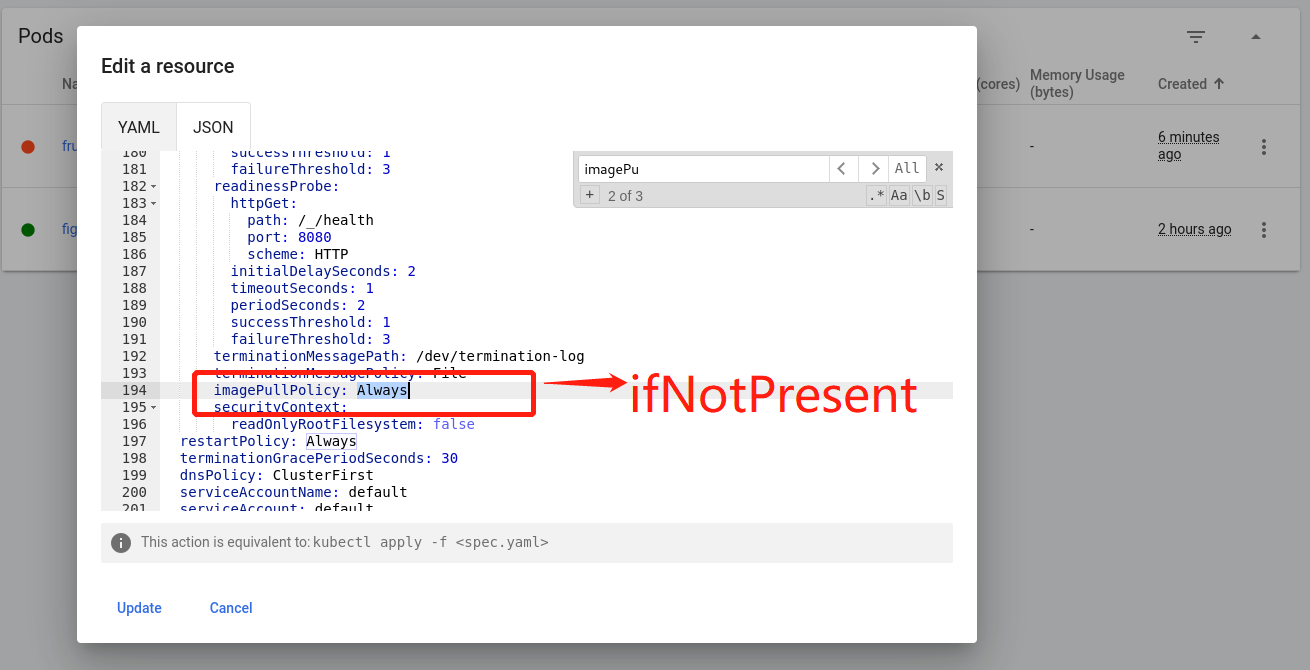 Pods
Edit a resource
Na
(cores)
Memory Usage
(bytes)
Created
YAML
JSON
fru
6 minutes
ago
-
fig
2 hours ago
-
imagePu
All
+
2 of 3
.*
Aa
\b
S
180 successThreshold: 1
181 failureThreshold: 3
182 readinessProbe:
183 httpGet:
184 path: /_/health
185 port: 8080
186 scheme: HTTP
187 initialDelaySeconds: 2
188 timeoutSeconds: 1
189 periodSeconds: 2
190 successThreshold: 1
191 failureThreshold: 3
192 terminationMessagePath: /dev/termination-log
193 terminationMessagePolicy: File
194 imagePullPolicy: Always
ifNotPresent
195 securityContext:
196 readOnlyRootFilesystem: false
197 restartPolicy: Always
198 terminationGracePeriodSeconds: 30
199 dnsPolicy: ClusterFirst
200 serviceAccountName: default
201 serviceAccount: default
This action is equivalent to: kubectl apply -f <spec.yaml>
Update
Cancel